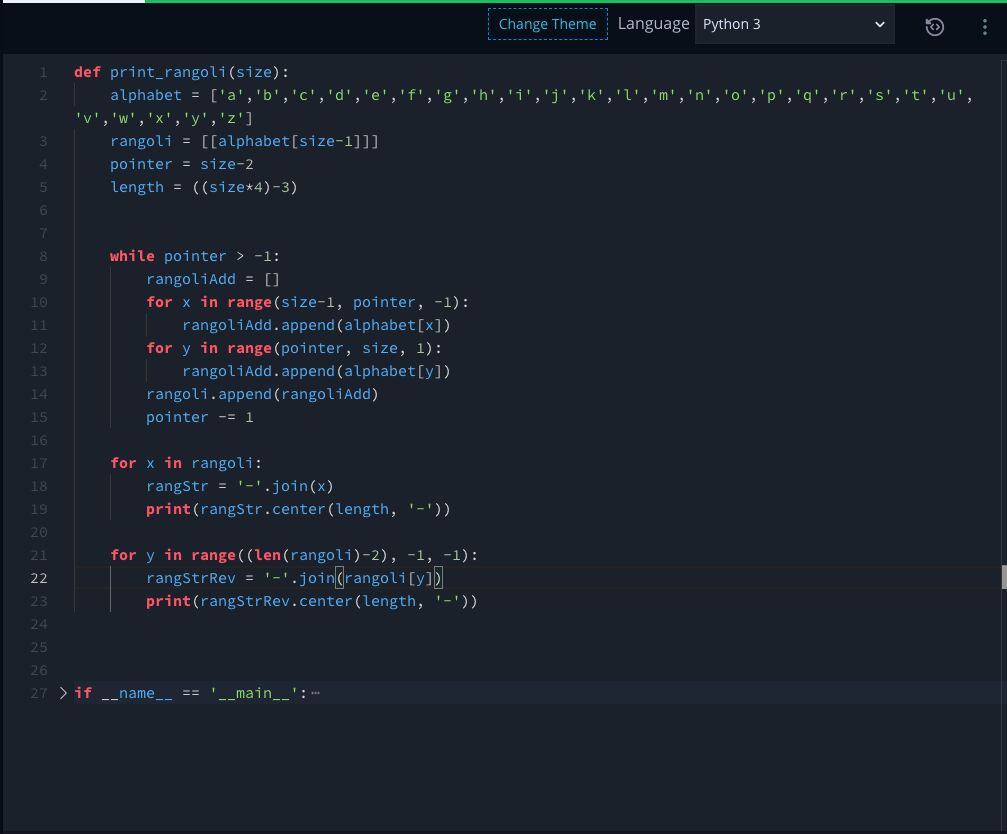 Change Theme Language Python 3
1 def print_rangoli(size):
2     alphabet = ['a','b','c','d','e','f','g','h','i','j','k','l','m','n','o','p','q','r','s','t','u',
'v','w','x','y','z']
3     rangoli = [[alphabet[size-1]]]
4     pointer = size-2
5     length = ((size*4)-3)
6
7
8     while pointer > -1:
9         rangoliAdd = []
10         for x in range(size-1, pointer, -1):
11             rangoliAdd.append(alphabet[x])
12         for y in range(pointer, size, 1):
13             rangoliAdd.append(alphabet[y])
14         rangoli.append(rangoliAdd)
15         pointer -= 1
16
17     for x in rangoli:
18         rangStr = '-'.join(x)
19         print(rangStr.center(length, '-'))
20
21     for y in range((len(rangoli)-2), -1, -1):
22         rangStrRev = '-'.join(rangoli[y])
23         print(rangStrRev.center(length, '-'))
24
25
26
27 if __name__ == '__main__':⋯